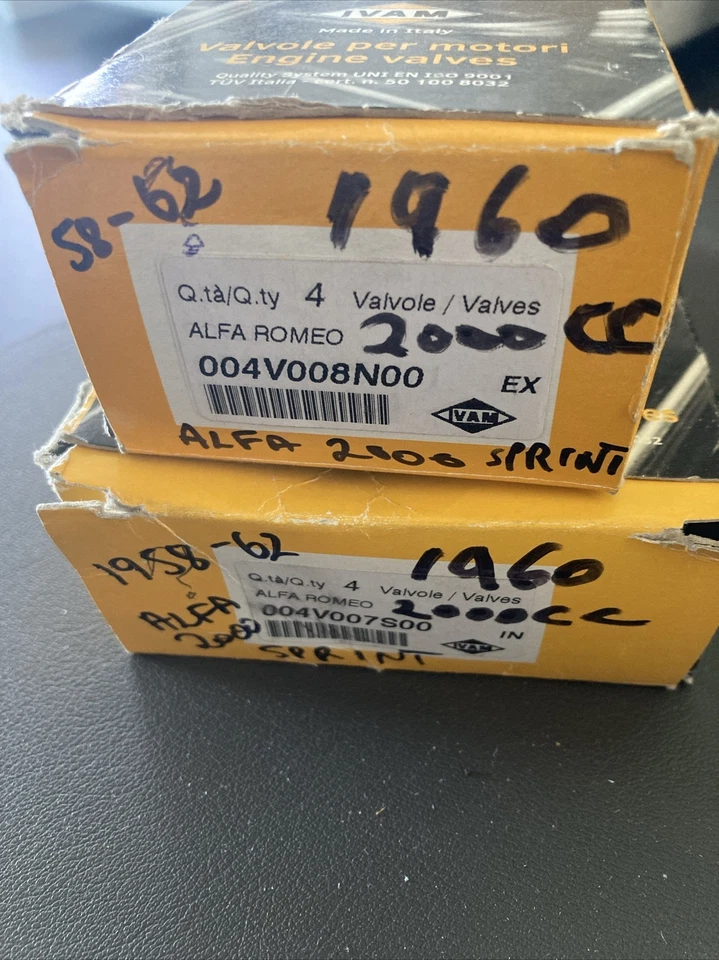 IVAM
Made in Italy
Valvole per motori
Engine valves
Quality system UNI EN ISO 9001
TÜV Italia - cert. n. 50 100 8032
58-62 1960
Q.tà/Q.ty 4 Valvole / Valves
ALFA ROMEO 2000 CC
004V008N00 EX
IVAM
ALFA 2000 SPRINT
1958-62 1960
Q.tà/Q.ty 4 Valvole / Valves
ALFA ROMEO 2000CC
004V007S00 IN
IVAM
ALFA
2000
SPRINT